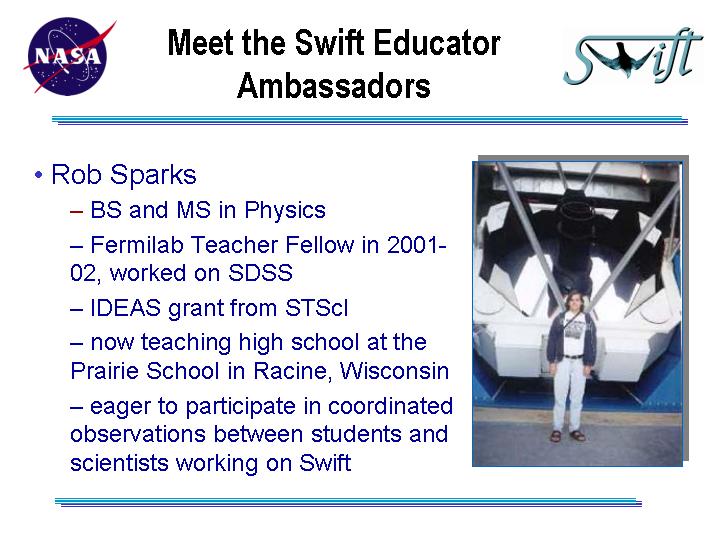 NASA
Meet the Swift Educator
Ambassadors
Swift
• Rob Sparks
– BS and MS in Physics
– Fermilab Teacher Fellow in 2001-
02, worked on SDSS
– IDEAS grant from STScI
– now teaching high school at the
Prairie School in Racine, Wisconsin
– eager to participate in coordinated
observations between students and
scientists working on Swift